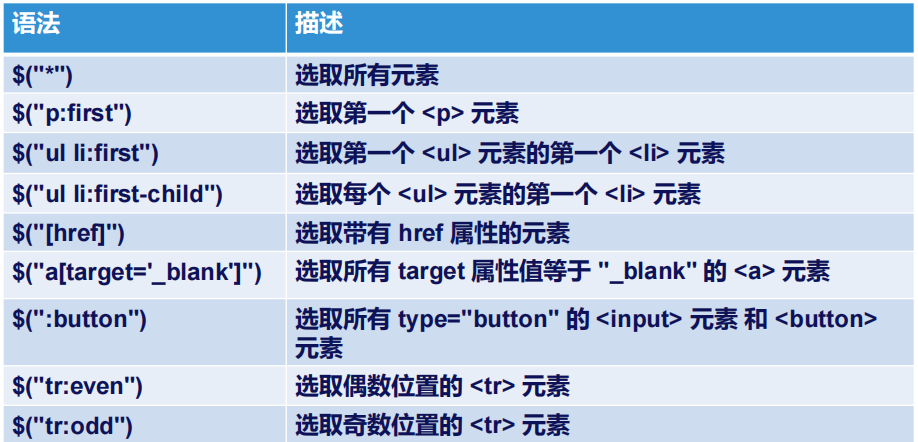 语法 描述
$("*") 选取所有元素
$("p:first") 选取第一个 <p> 元素
$("ul li:first") 选取第一个 <ul> 元素的第一个 <li> 元素
$("ul li:first-child") 选取每个 <ul> 元素的第一个 <li> 元素
$("[href]") 选取带有 href 属性的元素
$("a[target='_blank']") 选取所有 target 属性值等于 "_blank" 的 <a> 元素
$(":button") 选取所有 type="button" 的 <input> 元素 和 <button>
元素
$("tr:even") 选取偶数位置的 <tr> 元素
$("tr:odd") 选取奇数位置的 <tr> 元素